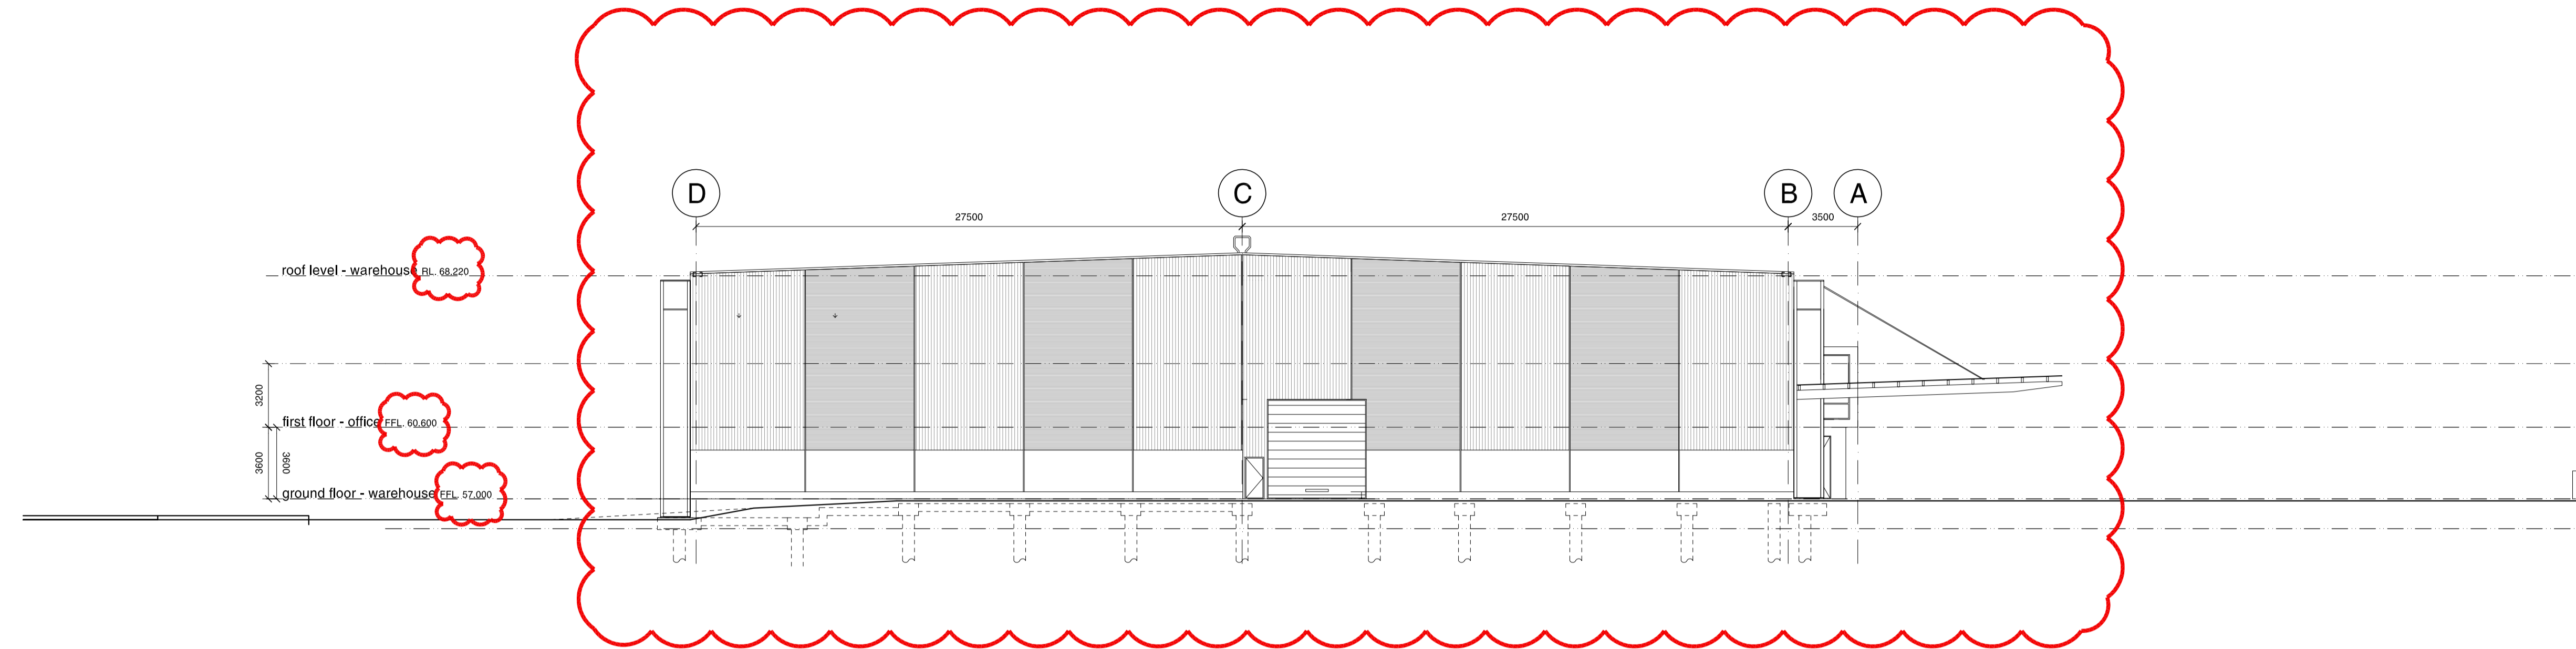 D C B A
27500 27500 3500
roof level - warehouse RL. 68,220
3200
first floor - office FFL. 60,600
3600 3600
ground floor - warehouse FFL. 57,000